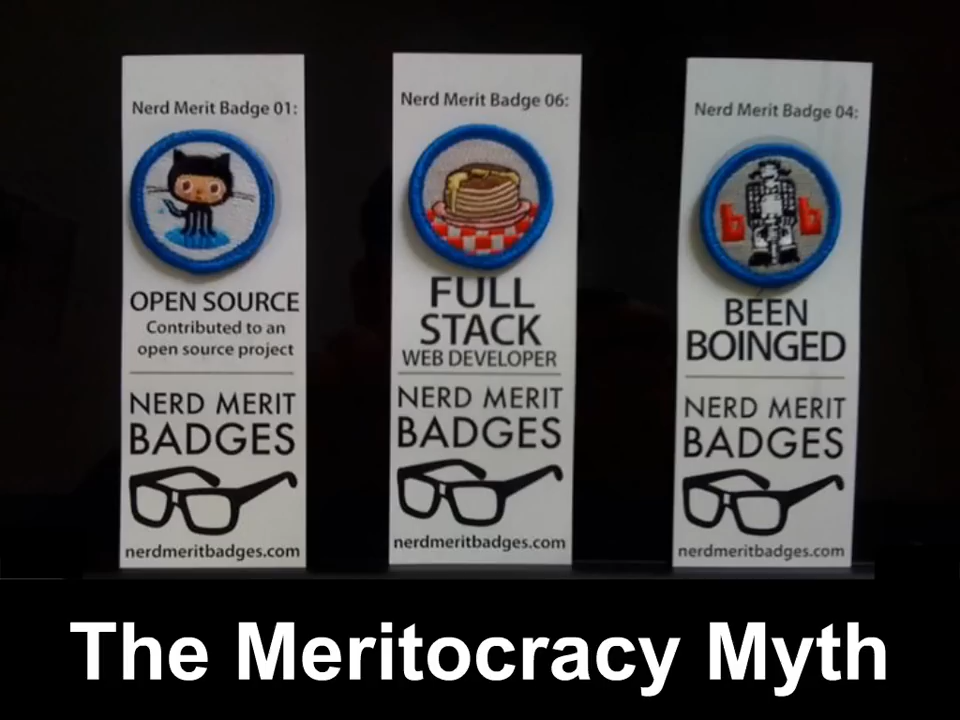 Nerd Merit Badge 01:
OPEN SOURCE
Contributed to an
open source project
NERD MERIT
BADGES
nerdmeritbadges.com
Nerd Merit Badge 06:
FULL
STACK
WEB DEVELOPER
NERD MERIT
BADGES
nerdmeritbadges.com
Nerd Merit Badge 04:
b b
BEEN
BOINGED
NERD MERIT
BADGES
nerdmeritbadges.com
The Meritocracy Myth